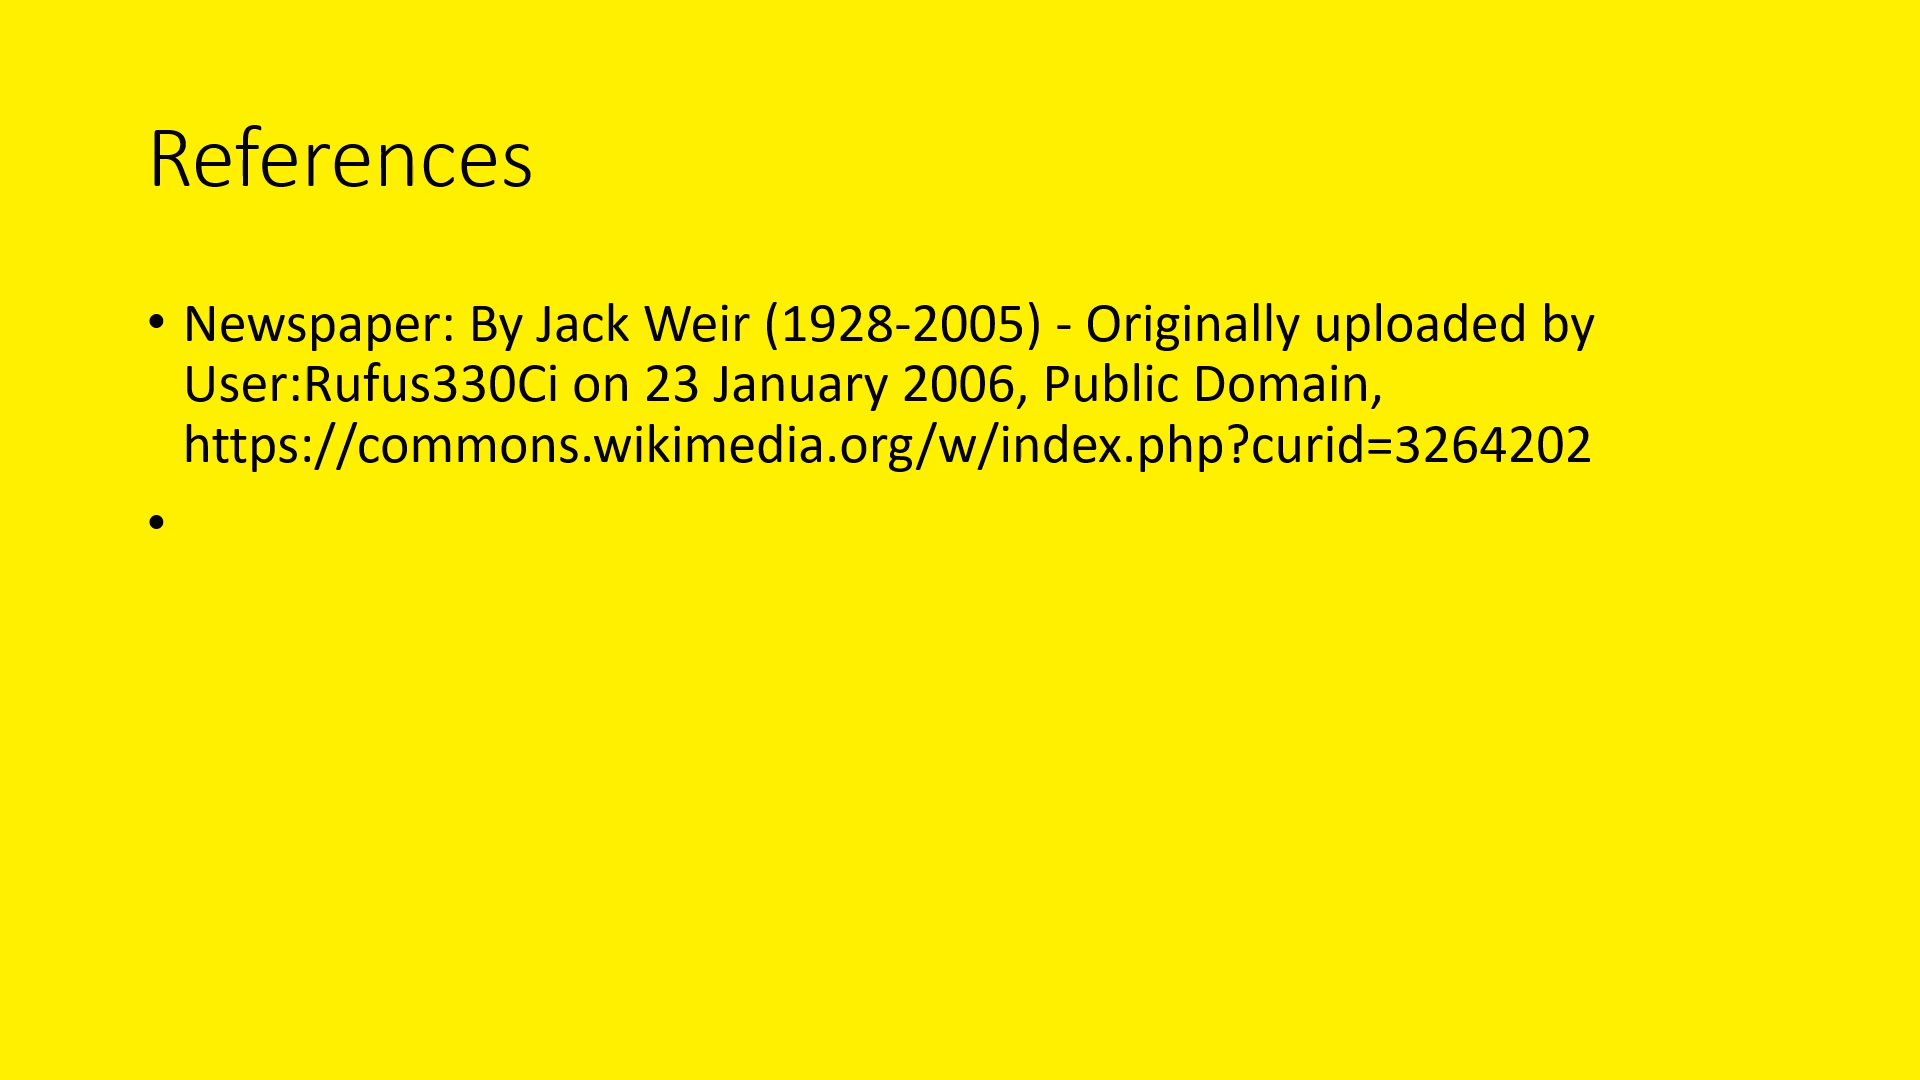 References
• Newspaper: By Jack Weir (1928-2005) - Originally uploaded by
User:Rufus330Ci on 23 January 2006, Public Domain,
https://commons.wikimedia.org/w/index.php?curid=3264202
•